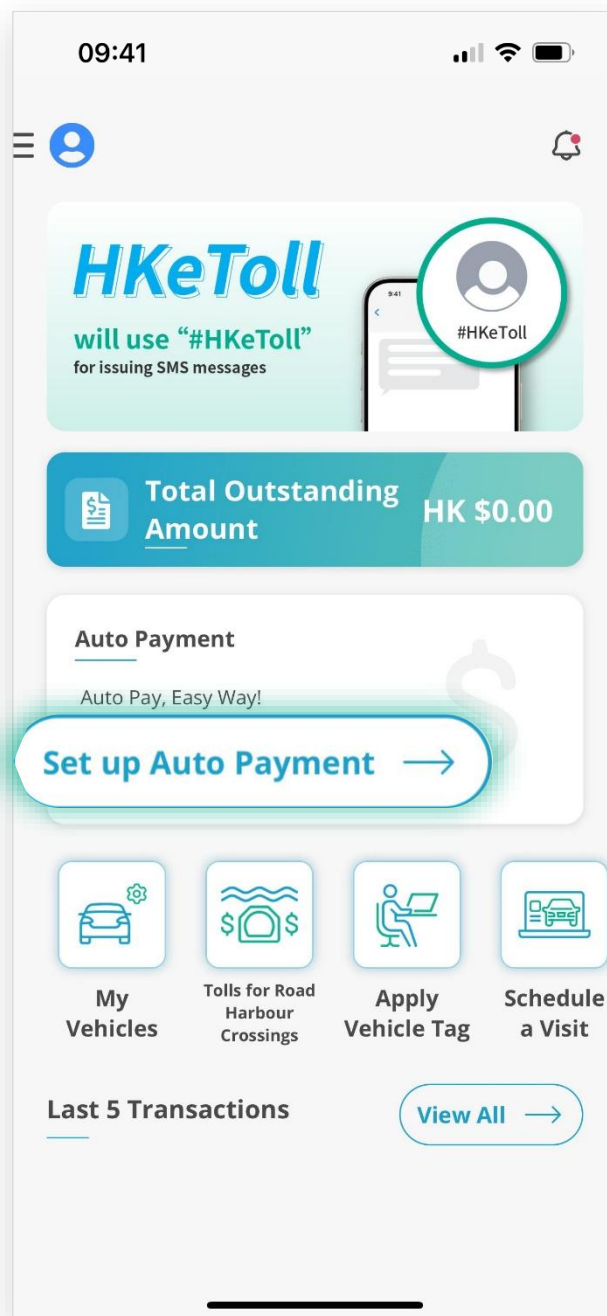 09:41
HKeToll
will use “#HKeToll”
for issuing SMS messages
9:41
#HKeToll
Total Outstanding
Amount
HK $0.00
Auto Payment
Auto Pay, Easy Way!
Set up Auto Payment
My
Vehicles
Tolls for Road
Harbour
Crossings
Apply
Vehicle Tag
Schedule
a Visit
Last 5 Transactions
View All